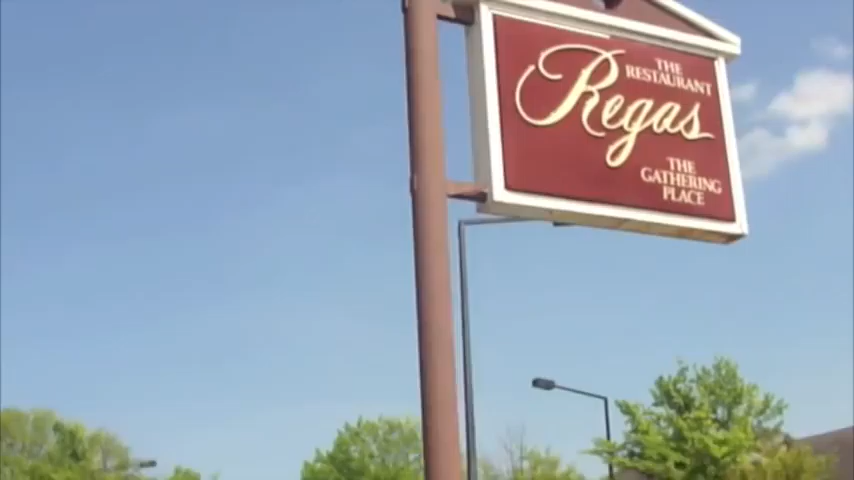 THE
RESTAURANT
Regas
THE
GATHERING
PLACE